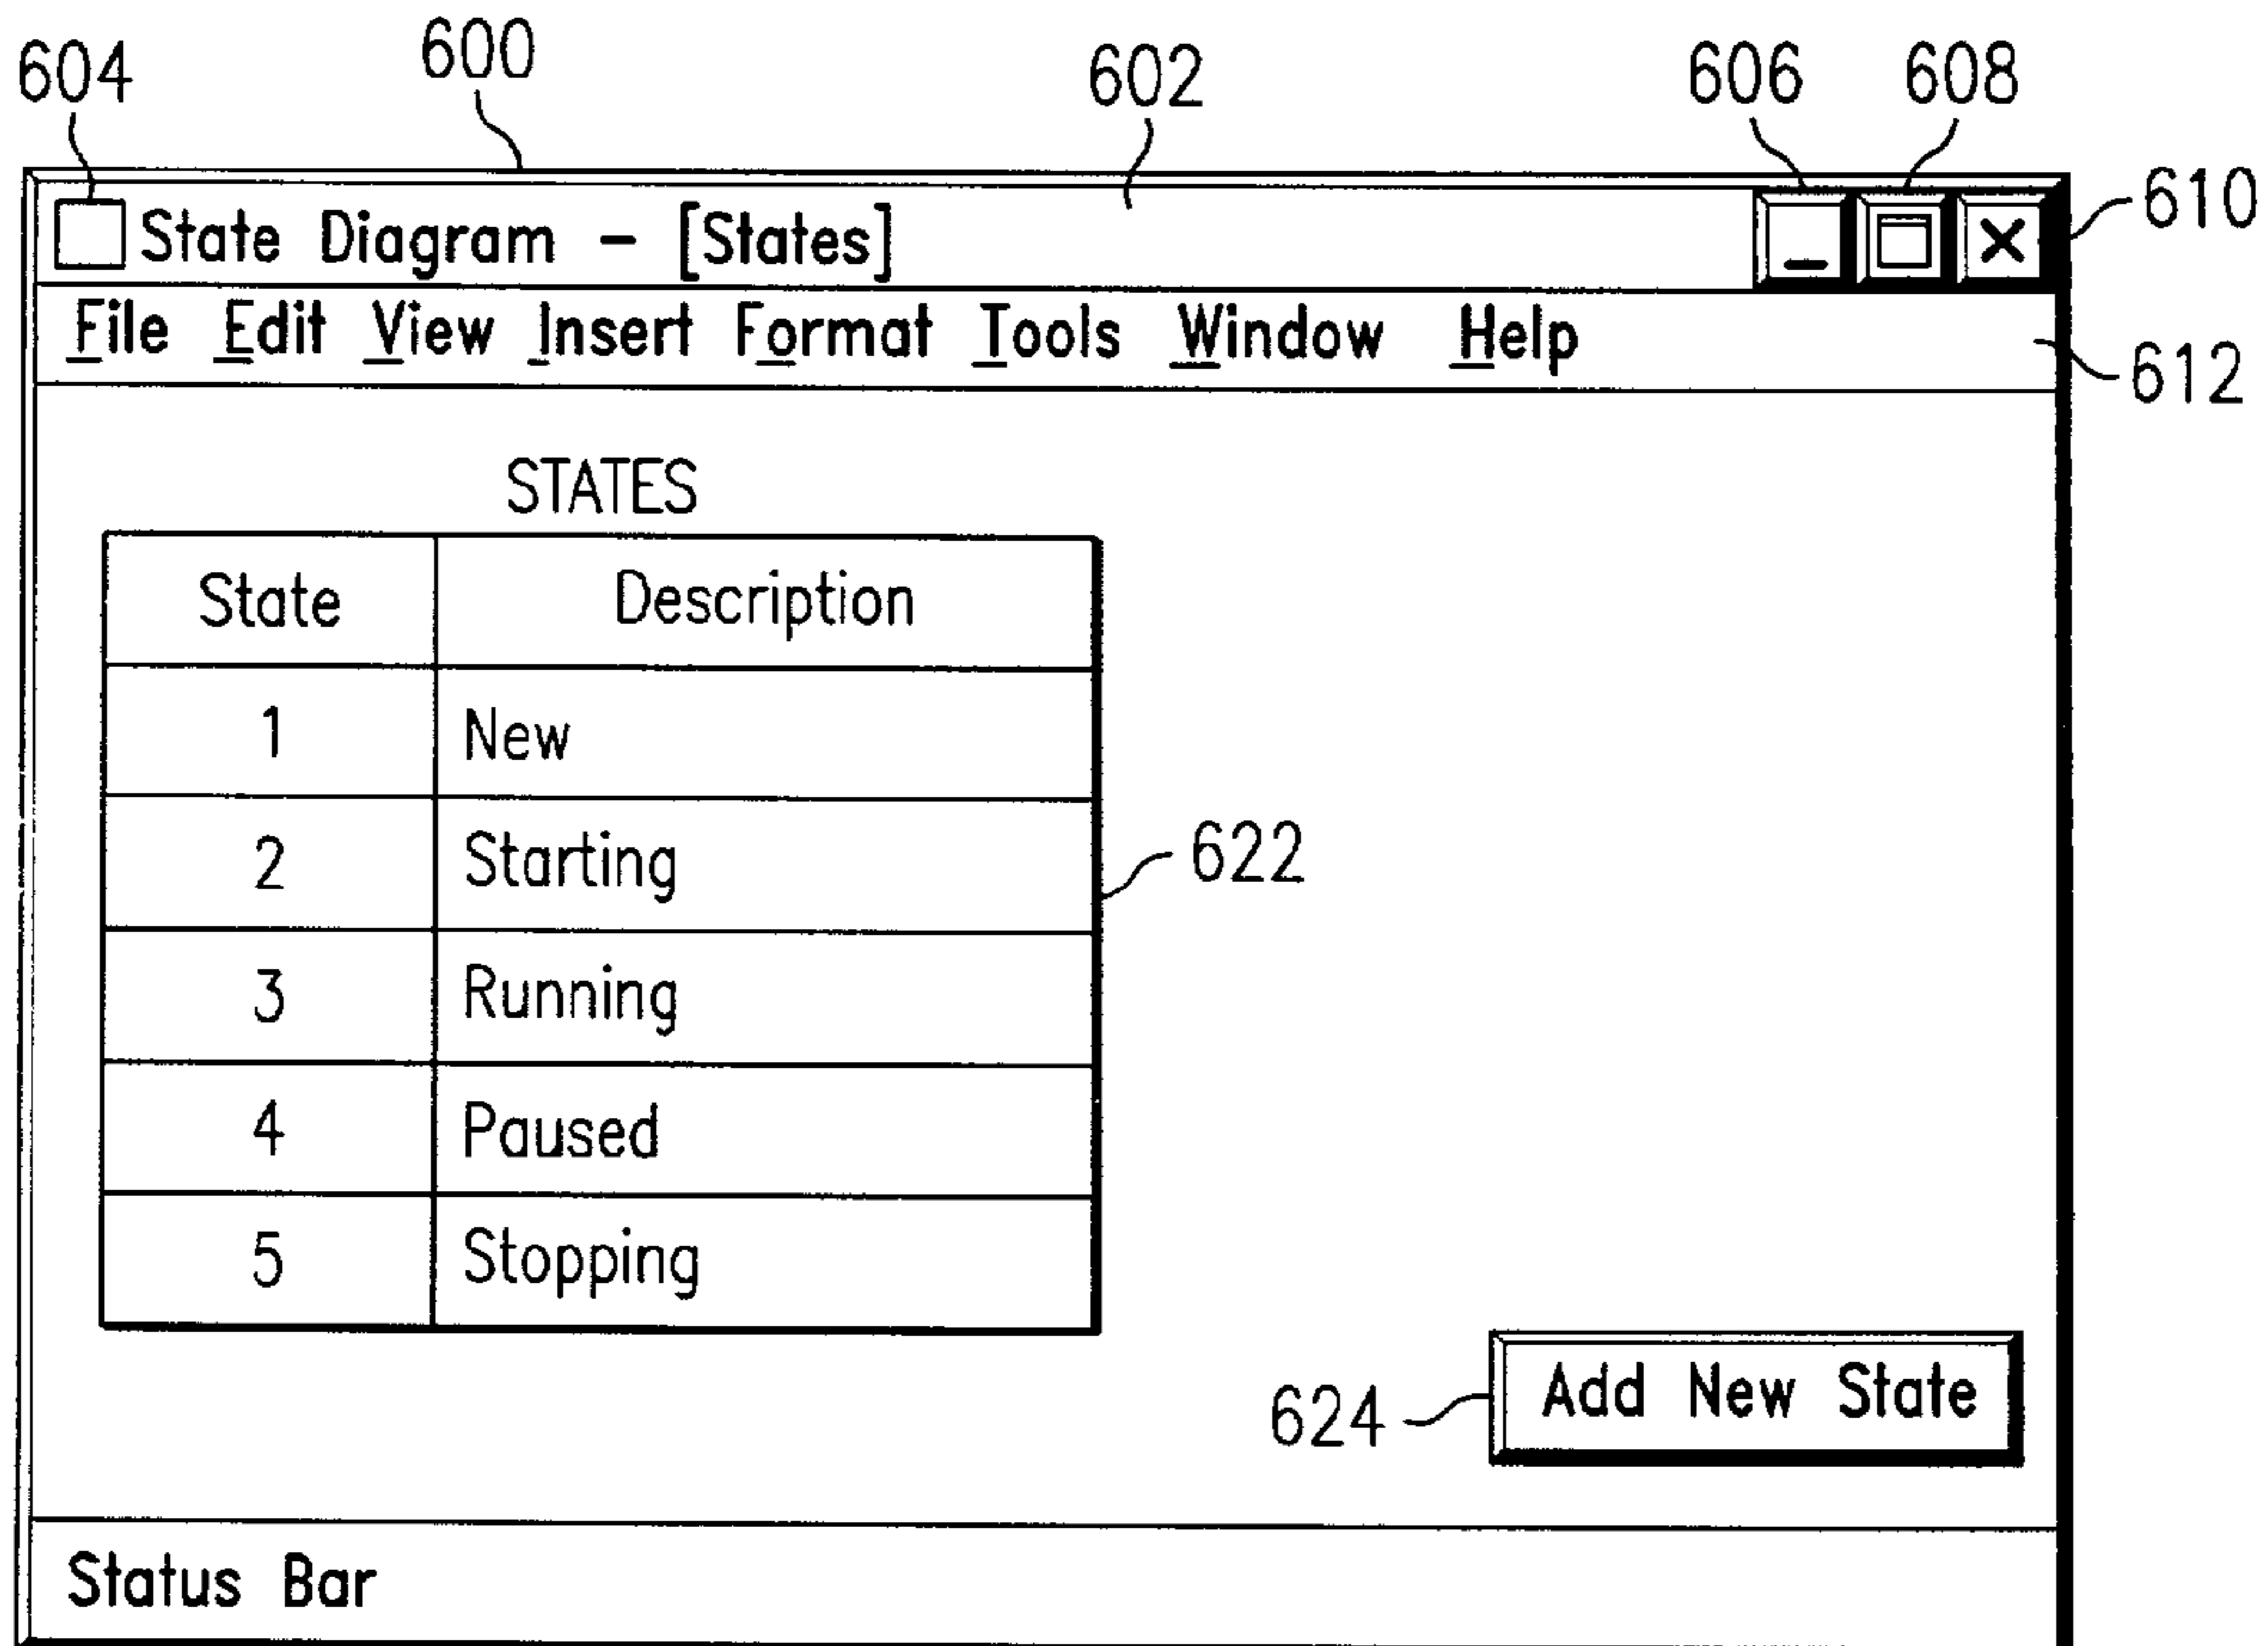 604
600
602
606
608
State Diagram - [States]
610
File Edit View Insert Format Tools Window Help
612
STATES
State Description
1 New
2 Starting
622
3 Running
4 Paused
5 Stopping
624
Add New State
Status Bar